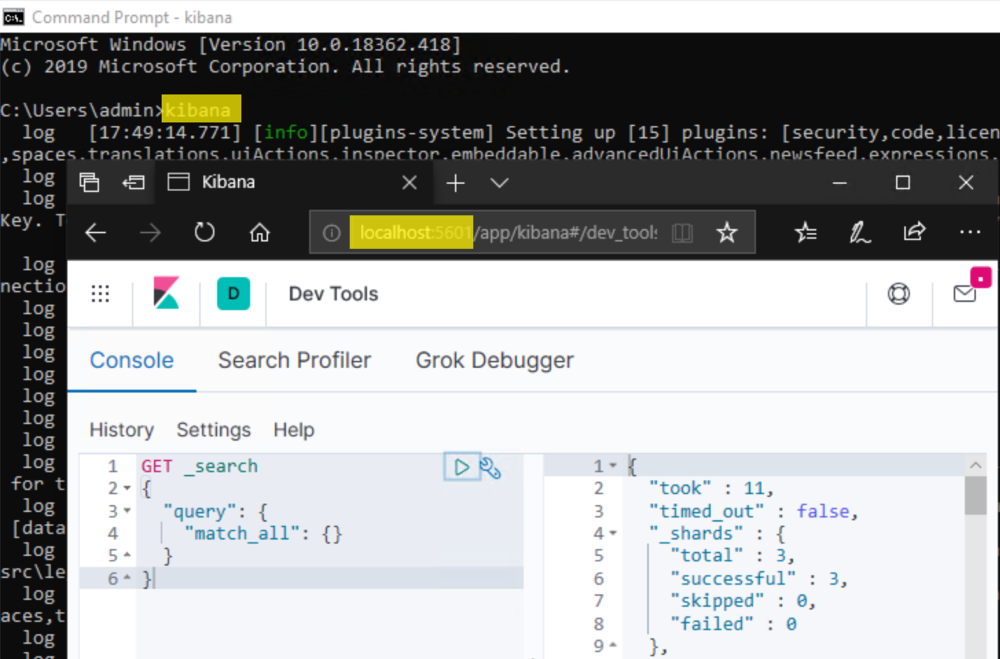 Command Prompt - kibana
Microsoft Windows [Version 10.0.18362.418]
(c) 2019 Microsoft Corporation. All rights reserved.
C:\Users\admin>kibana
log [17:49:14.771] [info][plugins-system] Setting up [15] plugins: [security,code,licen
,spaces,translations,uiActions,inspector,embeddable,advancedUiActions,newsfeed,expressions,
log
log
Key. T
log
nectio
log
log
log
log
log
log
log
log
for t
log
[data
log
src\le
log
aces,t
log
log
Kibana
localhost:5601/app/kibana#/dev_tools
D
Dev Tools
Console Search Profiler Grok Debugger
History Settings Help
1 GET _search
2 {
3 "query": {
4 "match_all": {}
5 }
6 }
1 {
2 "took" : 11,
3 "timed_out" : false,
4 "_shards" : {
5 "total" : 3,
6 "successful" : 3,
7 "skipped" : 0,
8 "failed" : 0
9 },